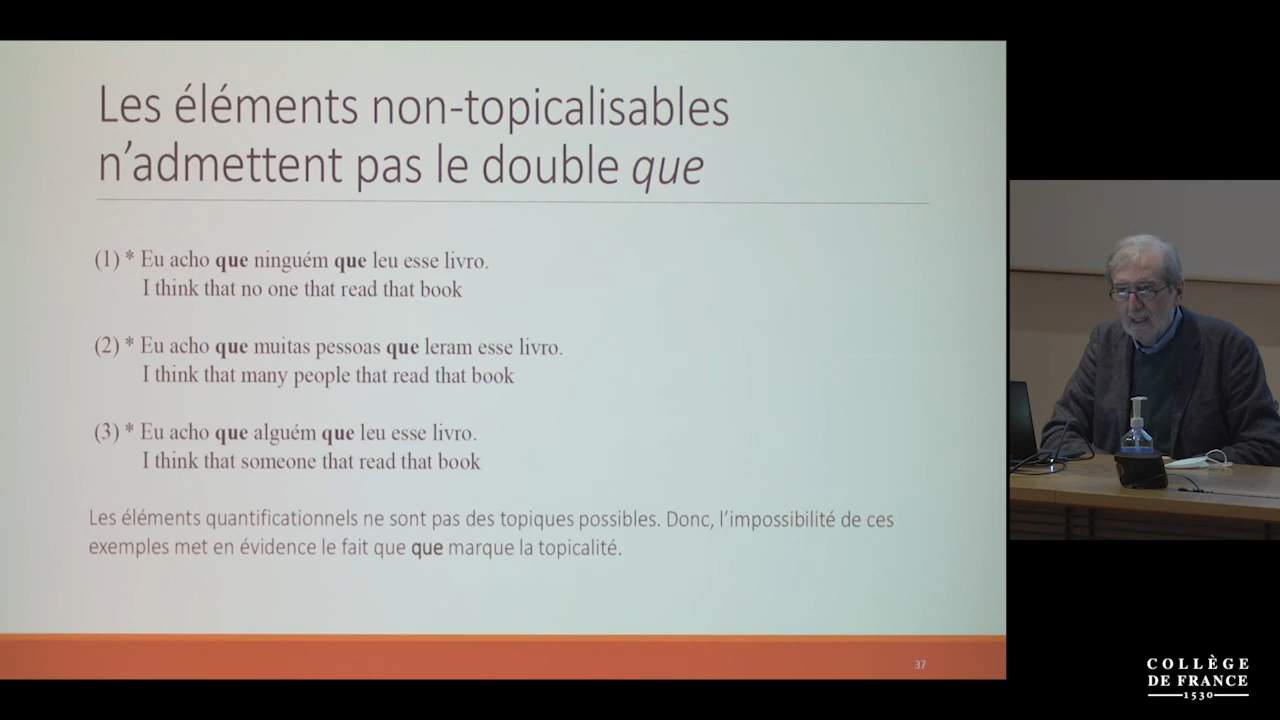 Les éléments non-topicalisables
n’admettent pas le double que
(1) * Eu acho que ninguém que leu esse livro.
I think that no one that read that book
(2) * Eu acho que muitas pessoas que leram esse livro.
I think that many people that read that book
(3) * Eu acho que alguém que leu esse livro.
I think that someone that read that book
Les éléments quantificationnels ne sont pas des topiques possibles. Donc, l’impossibilité de ces
exemples met en évidence le fait que que marque la topicalité.
37
COLLÈGE
DE FRANCE
1530